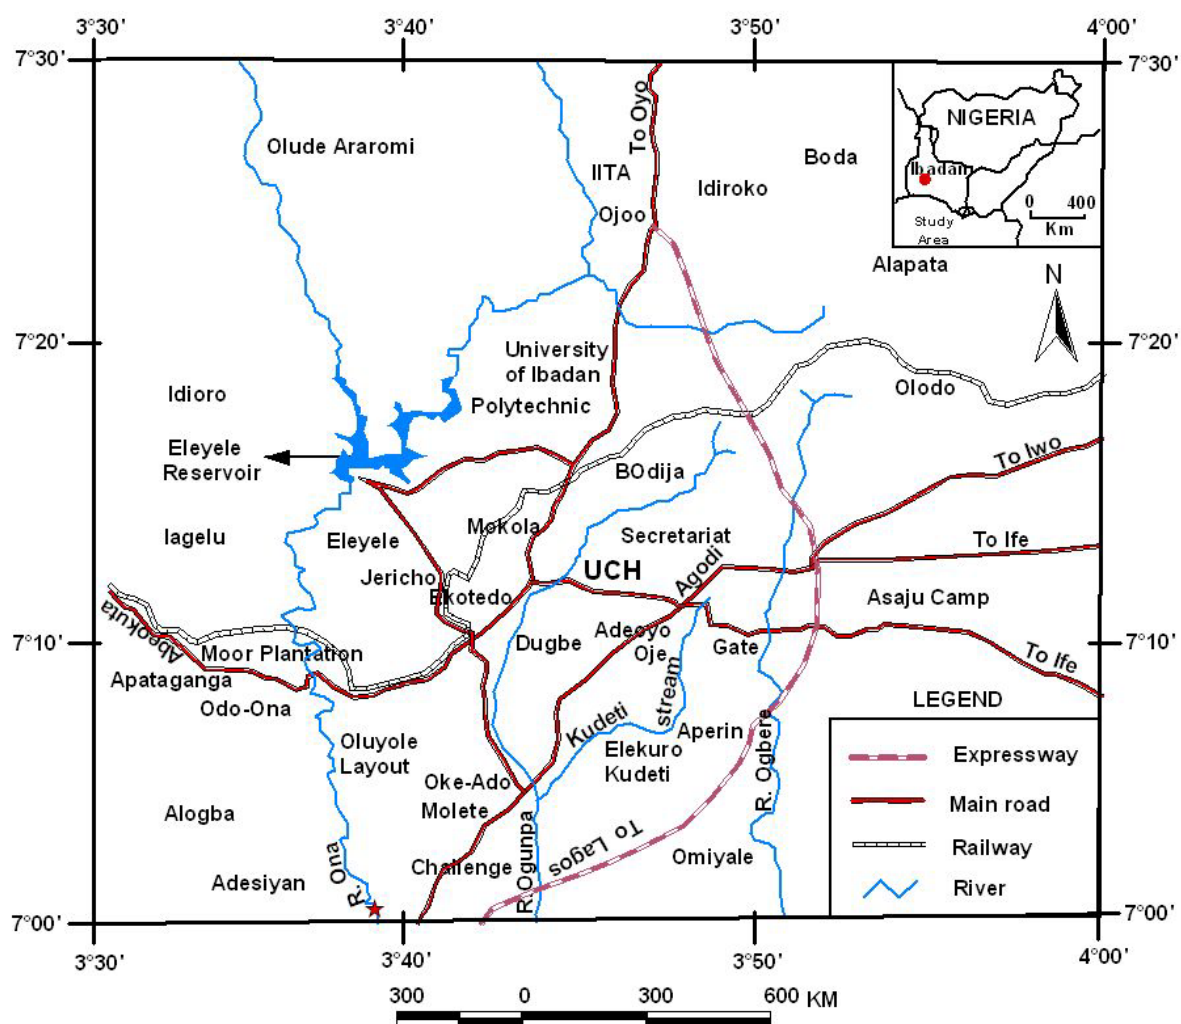 3°30'
3°40'
3°50'
4°00'
7°30'
7°30'
To Oyo
Olude Araromi
IITA
Boda
Idiroko
Ojoo
NIGERIA
Ibadan
0 400
Km
Study
Area
Alapata
N
7°20'
7°20'
University
of Ibadan
Polytechnic
Idioro
Olodo
Eleyele
Reservoir
BOdija
To Iwo
Iagelu
Eleyele
Mokola
Secretariat
To Ife
Jericho
UCH
Agodi
Ekotedo
Asaju Camp
Abeokuta
7°10'
7°10'
Moor Plantation
Dugbe
Adeoyo
Oje
Gate
To Ife
Apataganga
Odo-Ona
stream
Kudeti
Aperin
Oluyole
Layout
Elekuro
Kudeti
R. Ogbere
Oke-Ado
Molete
Alogba
R. Ogunpa
To Lagos
Omiyale
Challenge
Adesiyan
R. Ona
LEGEND
Expressway
Main road
Railway
River
7°00'
7°00'
3°30'
3°40'
3°50'
4°00'
300 0 300 600 KM